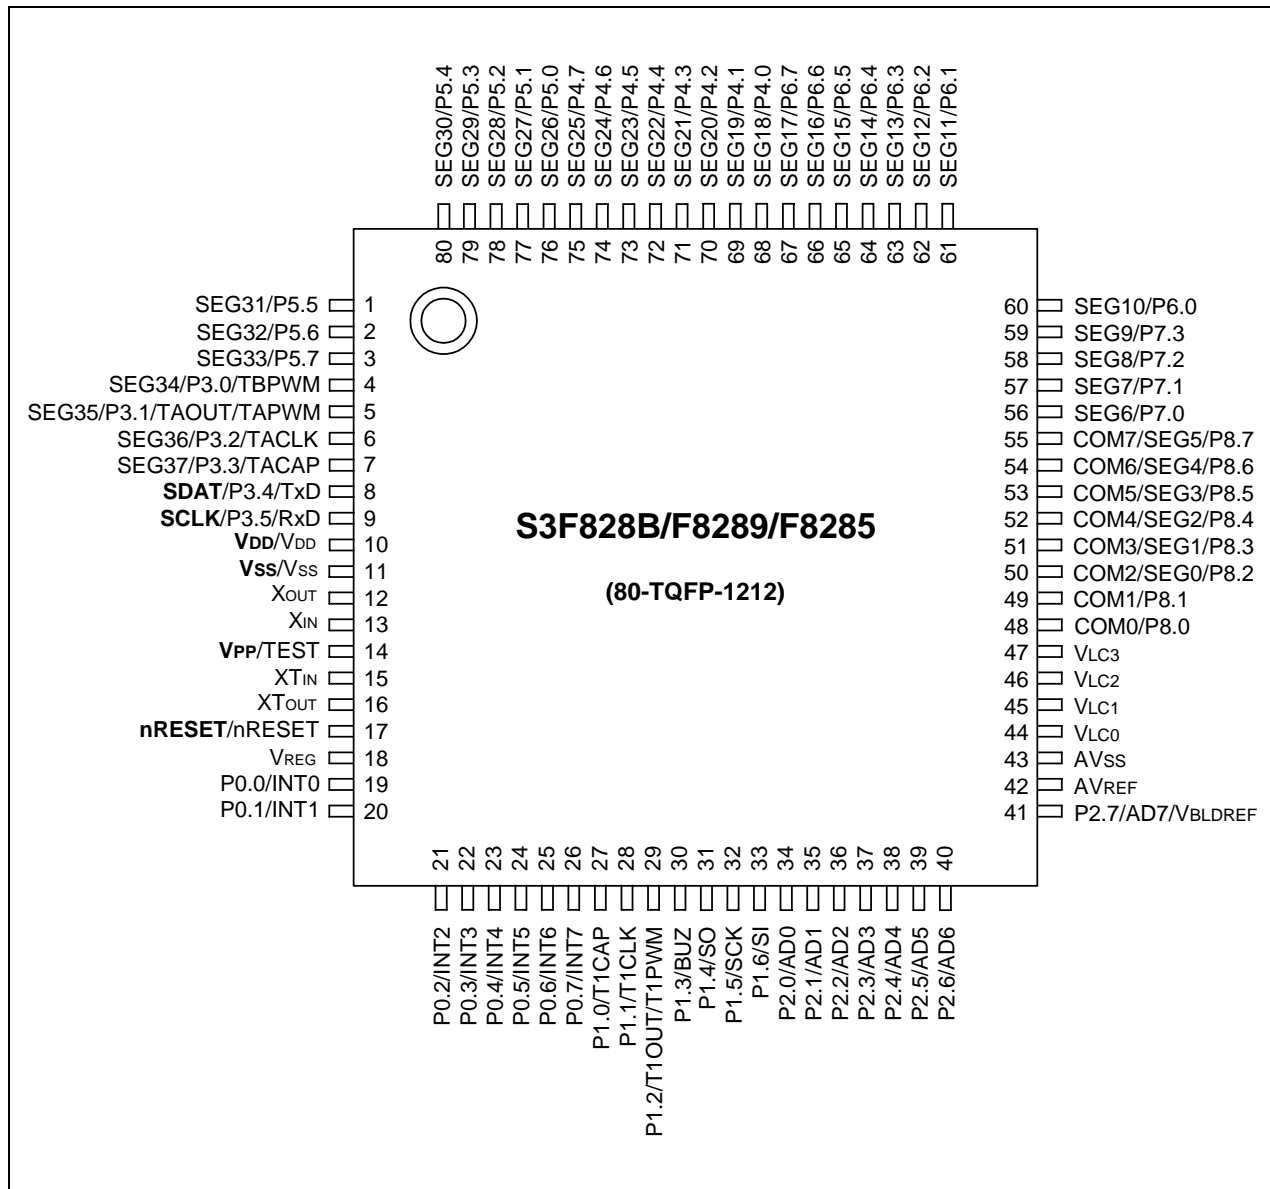 SEG30/P5.4
SEG29/P5.3
SEG28/P5.2
SEG27/P5.1
SEG26/P5.0
SEG25/P4.7
SEG24/P4.6
SEG23/P4.5
SEG22/P4.4
SEG21/P4.3
SEG20/P4.2
SEG19/P4.1
SEG18/P4.0
SEG17/P6.7
SEG16/P6.6
SEG15/P6.5
SEG14/P6.4
SEG13/P6.3
SEG12/P6.2
SEG11/P6.1
80
79
78
77
76
75
74
73
72
71
70
69
68
67
66
65
64
63
62
61
SEG31/P5.5 1
SEG32/P5.6 2
SEG33/P5.7 3
SEG34/P3.0/TBPWM 4
SEG35/P3.1/TAOUT/TAPWM 5
SEG36/P3.2/TACLK 6
SEG37/P3.3/TACAP 7
SDAT/P3.4/TxD 8
SCLK/P3.5/RxD 9
VDD/VDD 10
VSS/VSS 11
XOUT 12
XIN 13
VPP/TEST 14
XTIN 15
XTOUT 16
nRESET/nRESET 17
VREG 18
P0.0/INT0 19
P0.1/INT1 20
S3F828B/F8289/F8285
(80-TQFP-1212)
60 SEG10/P6.0
59 SEG9/P7.3
58 SEG8/P7.2
57 SEG7/P7.1
56 SEG6/P7.0
55 COM7/SEG5/P8.7
54 COM6/SEG4/P8.6
53 COM5/SEG3/P8.5
52 COM4/SEG2/P8.4
51 COM3/SEG1/P8.3
50 COM2/SEG0/P8.2
49 COM1/P8.1
48 COM0/P8.0
47 VLC3
46 VLC2
45 VLC1
44 VLC0
43 AVSS
42 AVREF
41 P2.7/AD7/VBLDREF
21
22
23
24
25
26
27
28
29
30
31
32
33
34
35
36
37
38
39
40
P0.2/INT2
P0.3/INT3
P0.4/INT4
P0.5/INT5
P0.6/INT6
P0.7/INT7
P1.0/T1CAP
P1.1/T1CLK
P1.2/T1OUT/T1PWM
P1.3/BUZ
P1.4/SO
P1.5/SCK
P1.6/SI
P2.0/AD0
P2.1/AD1
P2.2/AD2
P2.3/AD3
P2.4/AD4
P2.5/AD5
P2.6/AD6